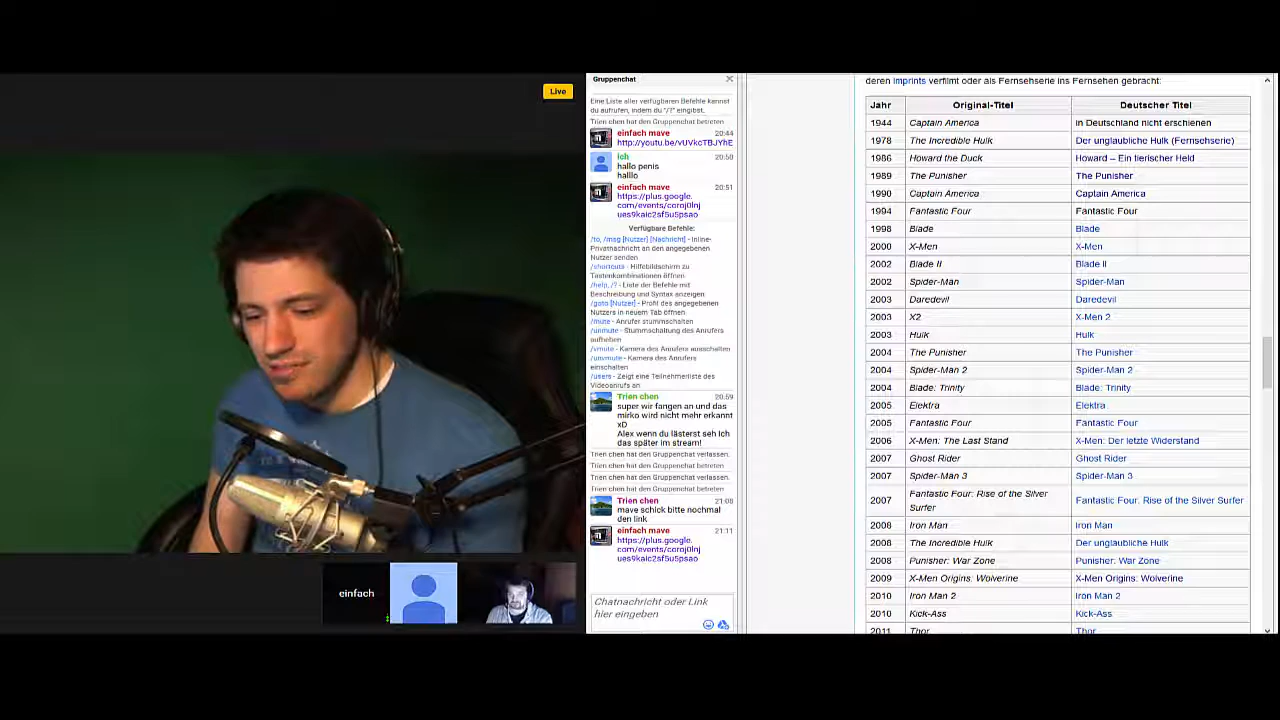 Live
einfach
Gruppenchat
Eine Liste aller verfügbaren Befehle kannst
du aufrufen, indem du "/?" eingibst.
Trien chen hat den Gruppenchat betreten
einfach mave 20:44
http://youtu.be/vUVkcTBJYhE
ich 20:50
hallo penis
halllo
einfach mave 20:51
https://plus.google.
com/events/coroj0lnj
ues9kaic2sf5u5psao
Verfügbare Befehle:
/to, /msg [Nutzer] [Nachricht] - Inline-
Privatnachricht an den angegebenen
Nutzer senden
/shortcuts - Hilfebildschirm zu
Tastenkombinationen öffnen
/help, /? - Liste der Befehle mit
Beschreibung und Syntax anzeigen
/goto [Nutzer] - Profil des angegebenen
Nutzers in neuem Tab öffnen
/mute - Anrufer stummschalten
/unmute - Stummschaltung des Anrufers
aufheben
/vmute - Kamera des Anrufers ausschalten
/unvmute - Kamera des Anrufers
einschalten
/users - Zeigt eine Teilnehmerliste des
Videoanrufs an
Trien chen 20:59
super wir fangen an und das
mirko wird nicht mehr erkannt
xD
Alex wenn du lästerst seh ich
das später im stream!
Trien chen hat den Gruppenchat verlassen.
Trien chen hat den Gruppenchat betreten
Trien chen hat den Gruppenchat verlassen.
Trien chen hat den Gruppenchat betreten
Trien chen 21:08
mave schick bitte nochmal
den link
einfach mave 21:11
https://plus.google.
com/events/coroj0lnj
ues9kaic2sf5u5psao
Chatnachricht oder Link
hier eingeben
deren Imprints verfilmt oder als Fernsehserie ins Fernsehen gebracht:
Jahr Original-Titel Deutscher Titel
1944 Captain America in Deutschland nicht erschienen
1978 The Incredible Hulk Der unglaubliche Hulk (Fernsehserie)
1986 Howard the Duck Howard – Ein tierischer Held
1989 The Punisher The Punisher
1990 Captain America Captain America
1994 Fantastic Four Fantastic Four
1998 Blade Blade
2000 X-Men X-Men
2002 Blade II Blade II
2002 Spider-Man Spider-Man
2003 Daredevil Daredevil
2003 X2 X-Men 2
2003 Hulk Hulk
2004 The Punisher The Punisher
2004 Spider-Man 2 Spider-Man 2
2004 Blade: Trinity Blade: Trinity
2005 Elektra Elektra
2005 Fantastic Four Fantastic Four
2006 X-Men: The Last Stand X-Men: Der letzte Widerstand
2007 Ghost Rider Ghost Rider
2007 Spider-Man 3 Spider-Man 3
2007 Fantastic Four: Rise of the Silver Surfer Fantastic Four: Rise of the Silver Surfer
2008 Iron Man Iron Man
2008 The Incredible Hulk Der unglaubliche Hulk
2008 Punisher: War Zone Punisher: War Zone
2009 X-Men Origins: Wolverine X-Men Origins: Wolverine
2010 Iron Man 2 Iron Man 2
2010 Kick-Ass Kick-Ass
2011 Thor Thor